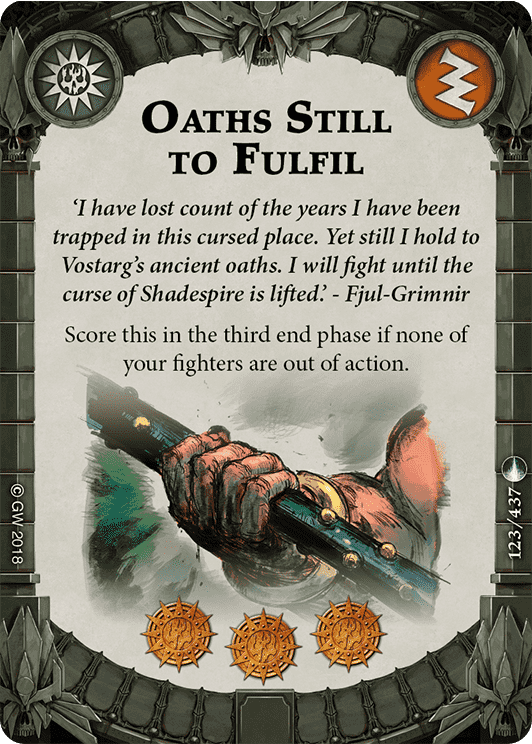 Oaths Still
to Fulfil
‘I have lost count of the years I have been
trapped in this cursed place. Yet still I hold to
Vostarg’s ancient oaths. I will fight until the
curse of Shadespire is lifted.’ - Fjul-Grimnir
Score this in the third end phase if none of
your fighters are out of action.
© GW 2018
123/437